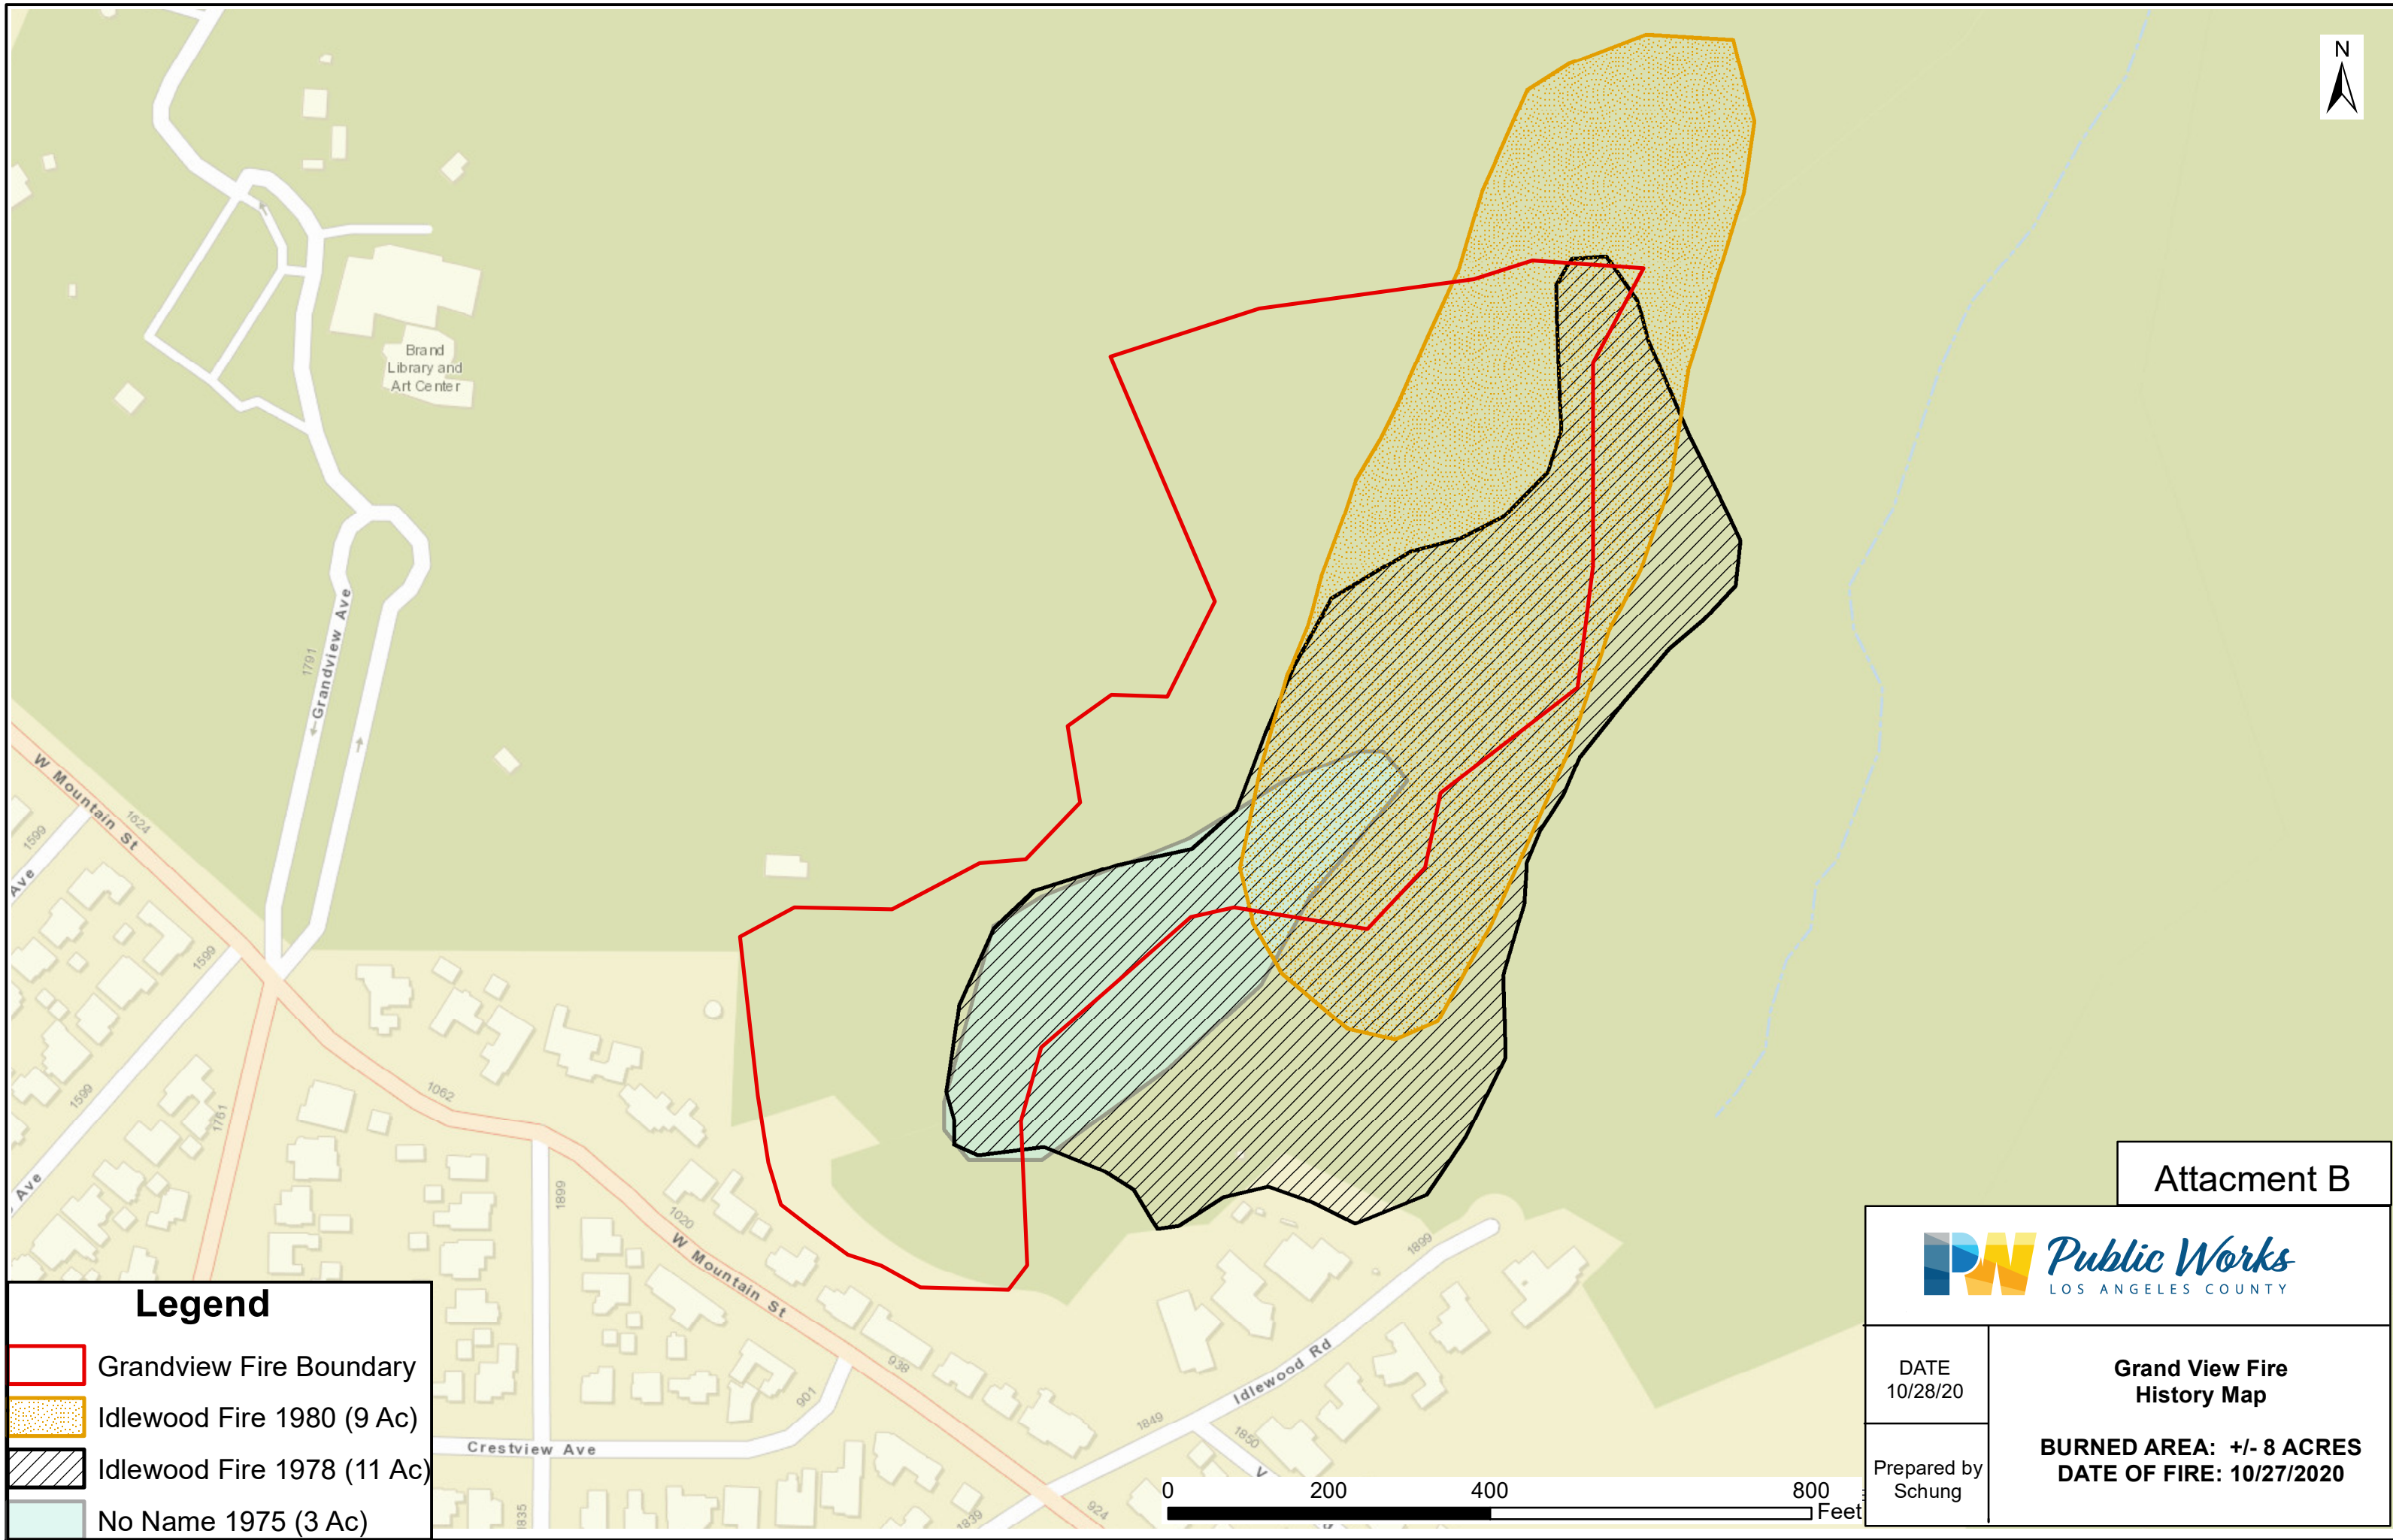 N
Brand
Library and
Art Center
Grandview Ave
1791
W Mountain St
1624
1599
Ave
1599
1599
1761
Ave
1062
1899
1020
W Mountain St
938
901
Crestview Ave
1835
1899
Idlewood Rd
1849
1850
1839
924
V
Legend
Grandview Fire Boundary
Idlewood Fire 1980 (9 Ac)
Idlewood Fire 1978 (11 Ac)
No Name 1975 (3 Ac)
0 200 400 800
Feet
Attacment B
PW Public Works
LOS ANGELES COUNTY
DATE
10/28/20
Prepared by
Schung
Grand View Fire
History Map
BURNED AREA: +/- 8 ACRES
DATE OF FIRE: 10/27/2020